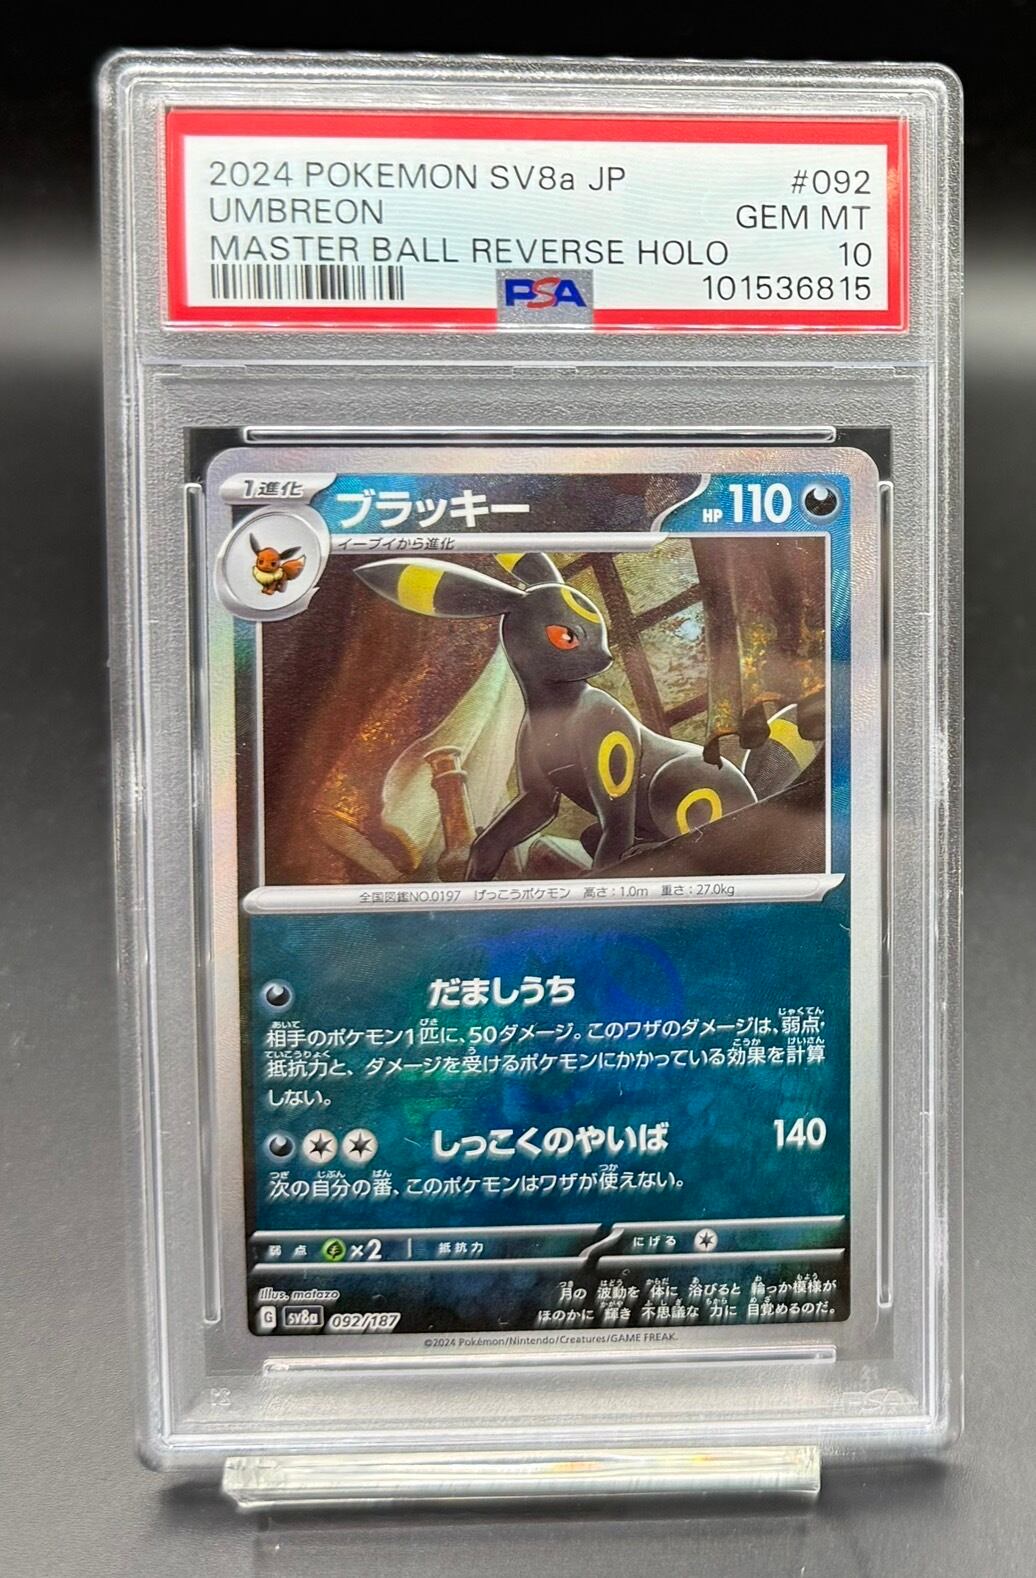 2024 POKEMON SV8a JP #092
UMBREON GEM MT
MASTER BALL REVERSE HOLO 10
PSA 101536815
1進化 ブラッキー HP 110
イーブイから進化
全国図鑑NO.0197 げっこうポケモン 高さ:1.0m 重さ:27.0kg
だましうち
相手のポケモン1匹に、50ダメージ。このワザのダメージは、弱点・
抵抗力と、ダメージを受けるポケモンにかかっている効果を計算
しない。
しっこくのやいば 140
次の自分の番、このポケモンはワザが使えない。
弱点 ×2 抵抗力 にげる
illus. matazo
月の 波動を 体に 浴びると 輪っか模様が
ほのかに 輝き 不思議な 力に 目覚めるのだ。
G sv8a 092/187
©2024 Pokémon/Nintendo/Creatures/GAME FREAK.